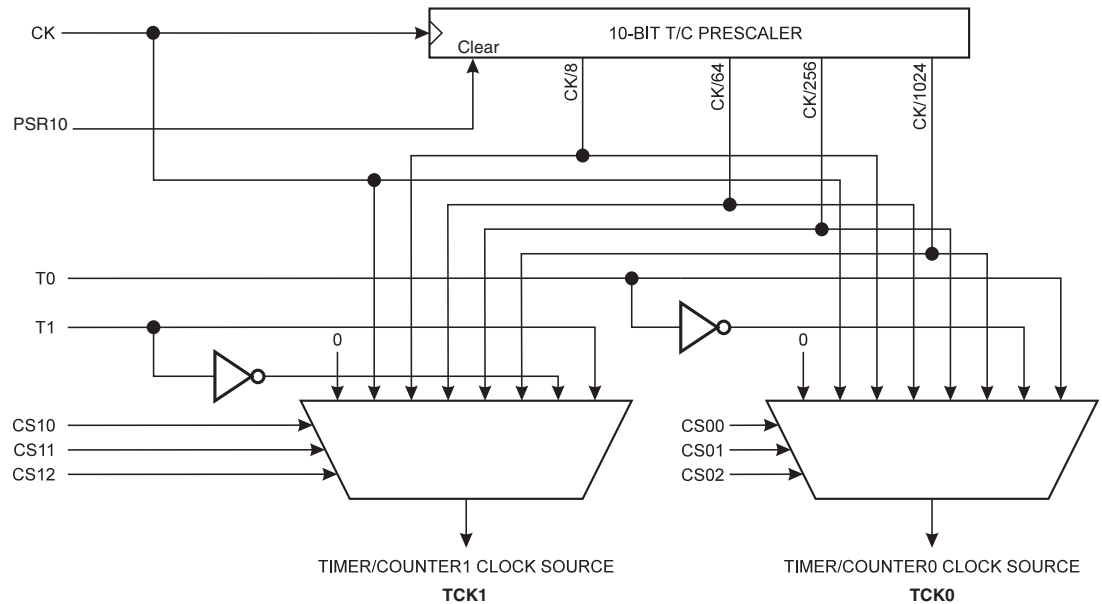 CK
10-BIT T/C PRESCALER
Clear
CK/8
CK/64
CK/256
CK/1024
PSR10
T0
T1
0
0
CS10
CS11
CS12
CS00
CS01
CS02
TIMER/COUNTER1 CLOCK SOURCE
TCK1
TIMER/COUNTER0 CLOCK SOURCE
TCK0